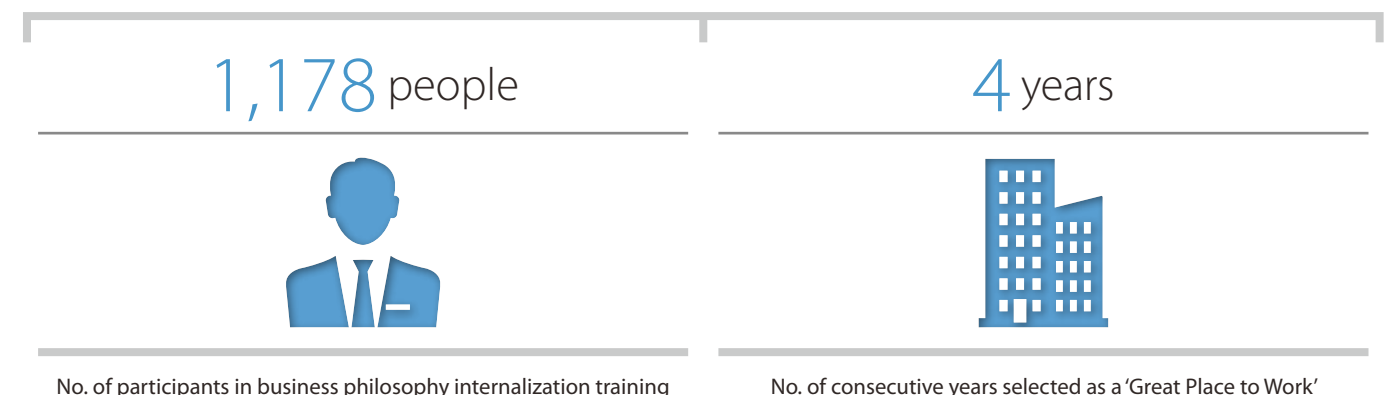 1,178 people
4 years
No. of participants in business philosophy internalization training
No. of consecutive years selected as a ‘Great Place to Work’